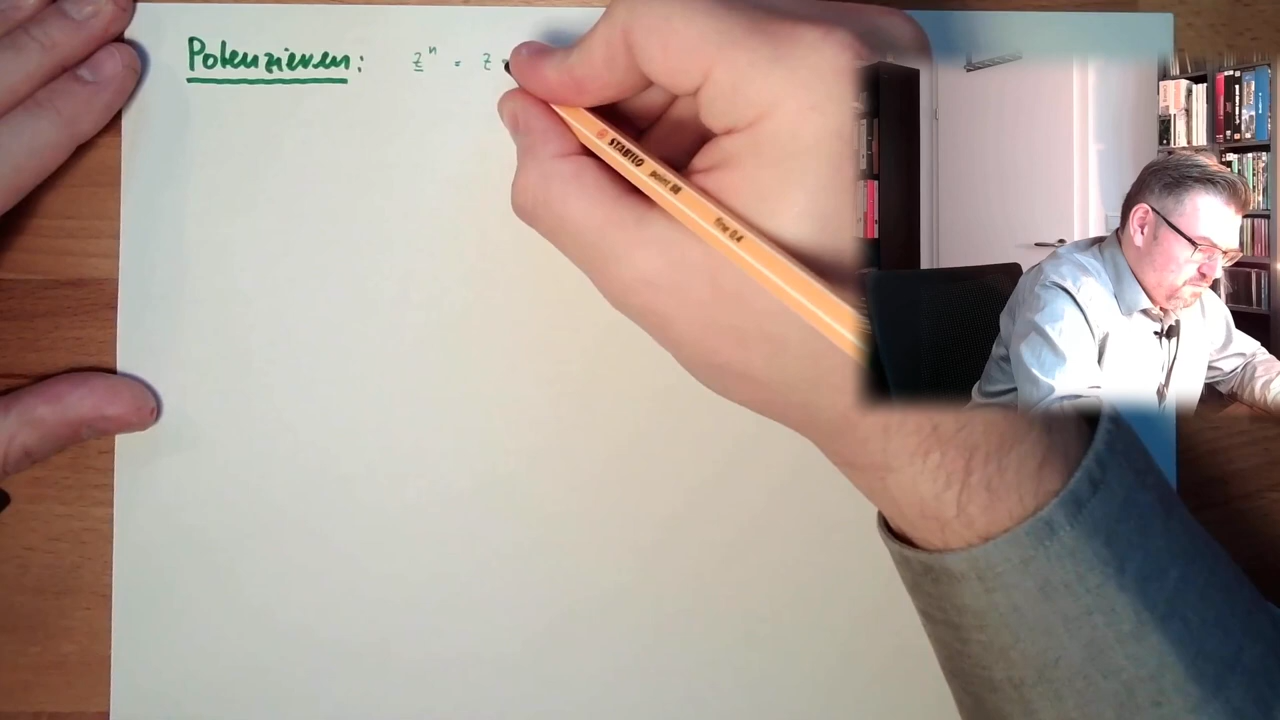 Potenzieren: z^n = z
STABILO point 88 fine 0.4